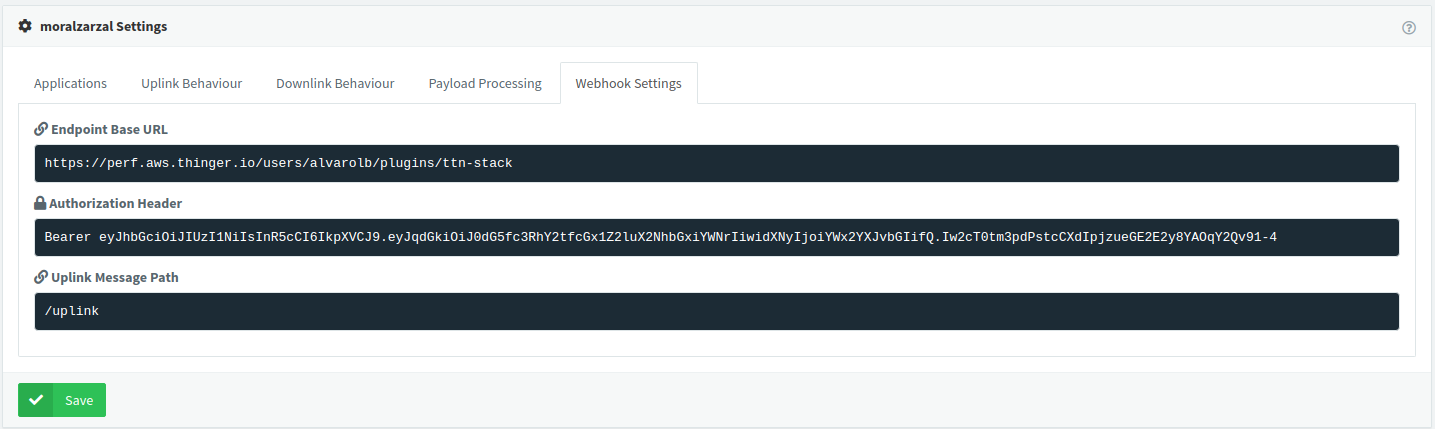 moralzarzal Settings
Applications Uplink Behaviour Downlink Behaviour Payload Processing Webhook Settings
Endpoint Base URL
https://perf.aws.thinger.io/users/alvarolb/plugins/ttn-stack
Authorization Header
Bearer eyJhbGciOiJIUzI1NiIsInR5cCI6IkpXVCJ9.eyJqdGkiOiJ0dG5fc3RhY2tfcGx1Z2luX2NhbGxiYWNrIiwidXNyIjoiYWx2YXJvbGIifQ.Iw2cT0tm3pdPstcCXdIpjzueGE2E2y8YAOqY2Qv91-4
Uplink Message Path
/uplink
Save